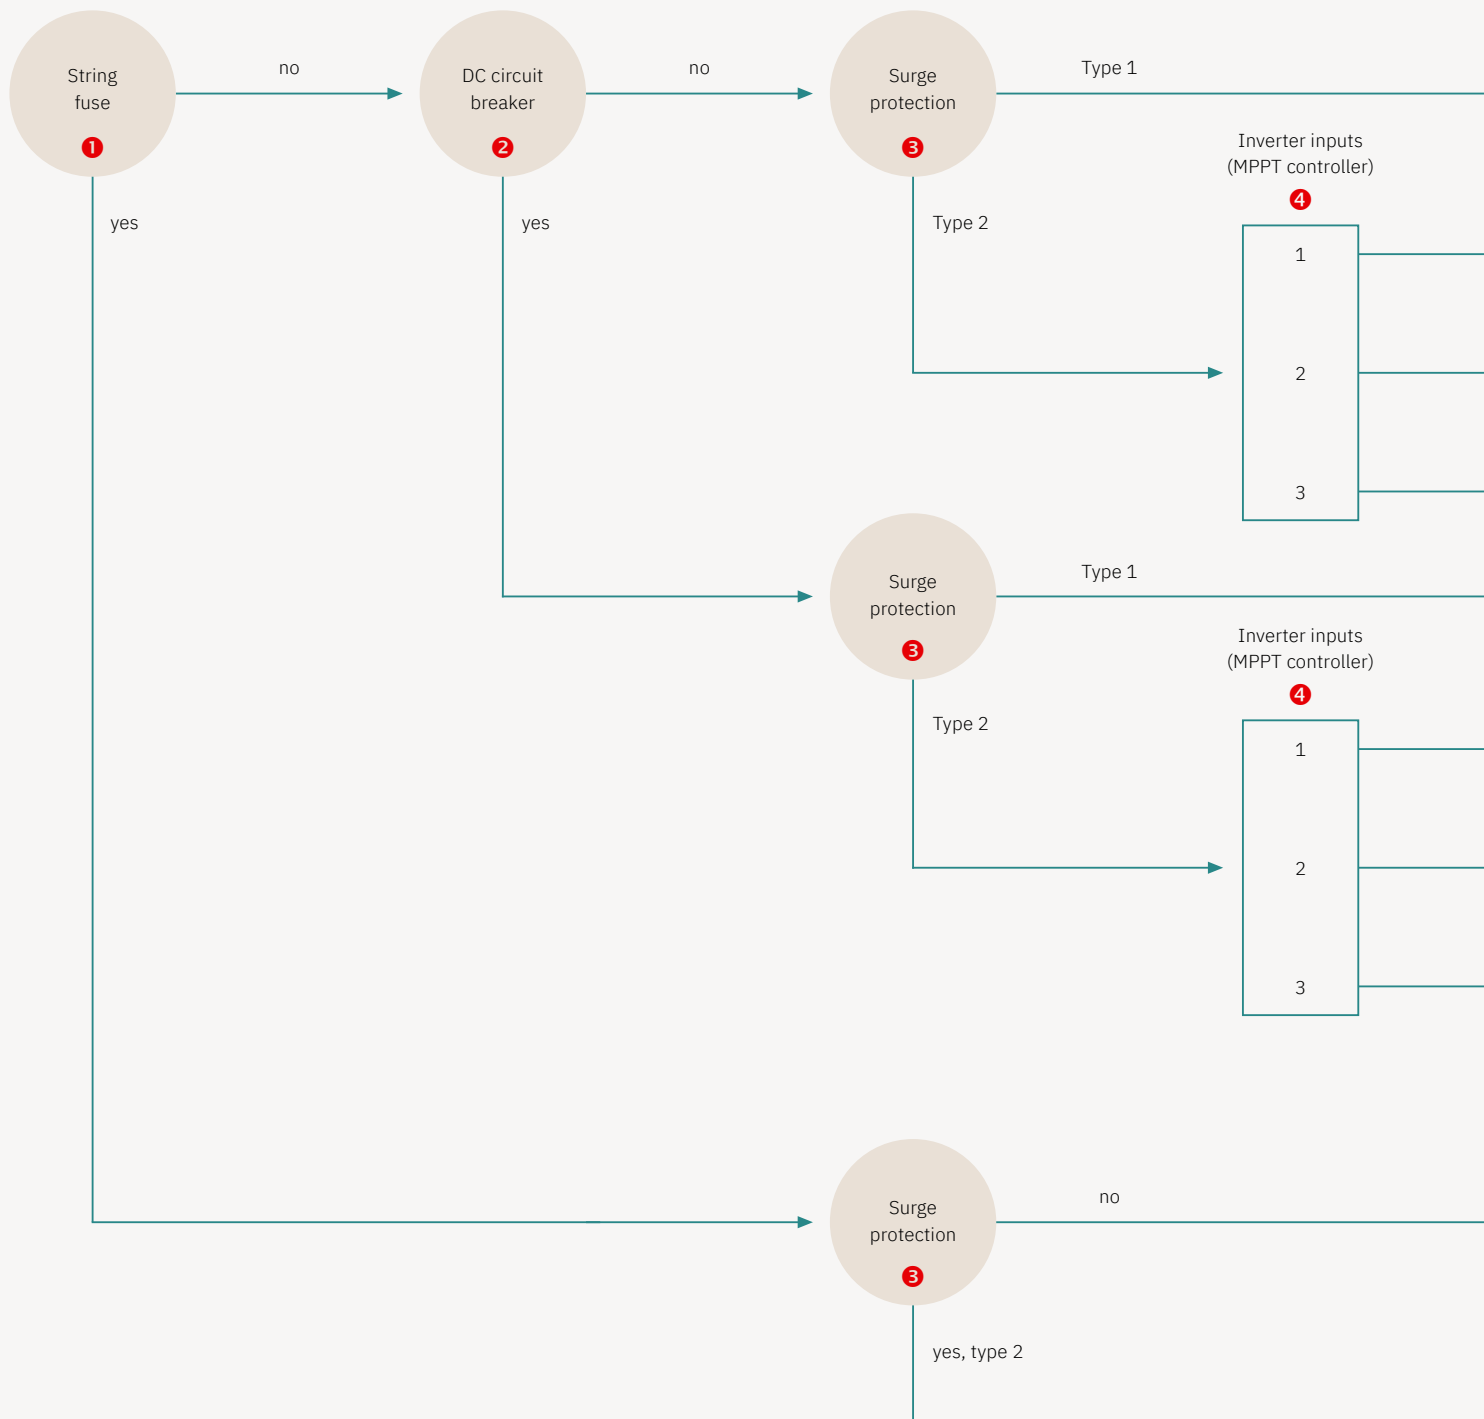 String
fuse
1
no
DC circuit
breaker
2
no
Surge
protection
3
Type 1
yes
yes
Type 2
Inverter inputs
(MPPT controller)
4
1
2
3
Surge
protection
3
Type 1
Type 2
Inverter inputs
(MPPT controller)
4
1
2
3
Surge
protection
3
no
yes, type 2